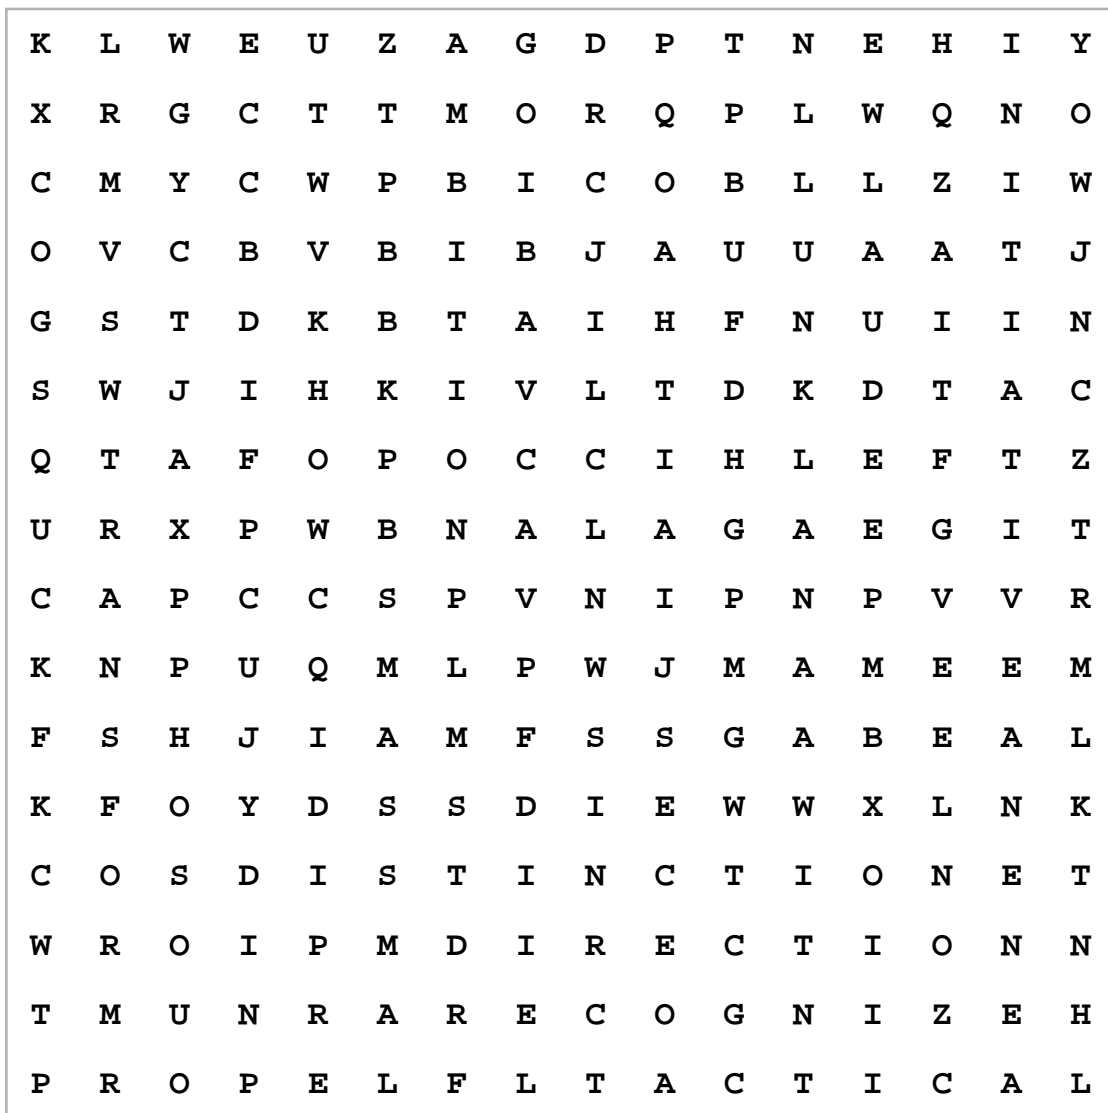 K L W E U Z A G D P T N E H I Y
X R G C T T M O R Q P L W Q N O
C M Y C W P B I C O B L L Z I W
O V C B V B I B J A U U A A T J
G S T D K B T A I H F N U I I N
S W J I H K I V L T D K D T A C
Q T A F O P O C C I H L E F T Z
U R X P W B N A L A G A E G I T
C A P C C S P V N I P N P V V R
K N P U Q M L P W J M A M E E M
F S H J I A M F S S G A B E A L
K F O Y D S S D I E W W X L N K
C O S D I S T I N C T I O N E T
W R O I P M D I R E C T I O N N
T M U N R A R E C O G N I Z E H
P R O P E L F L T A C T I C A L